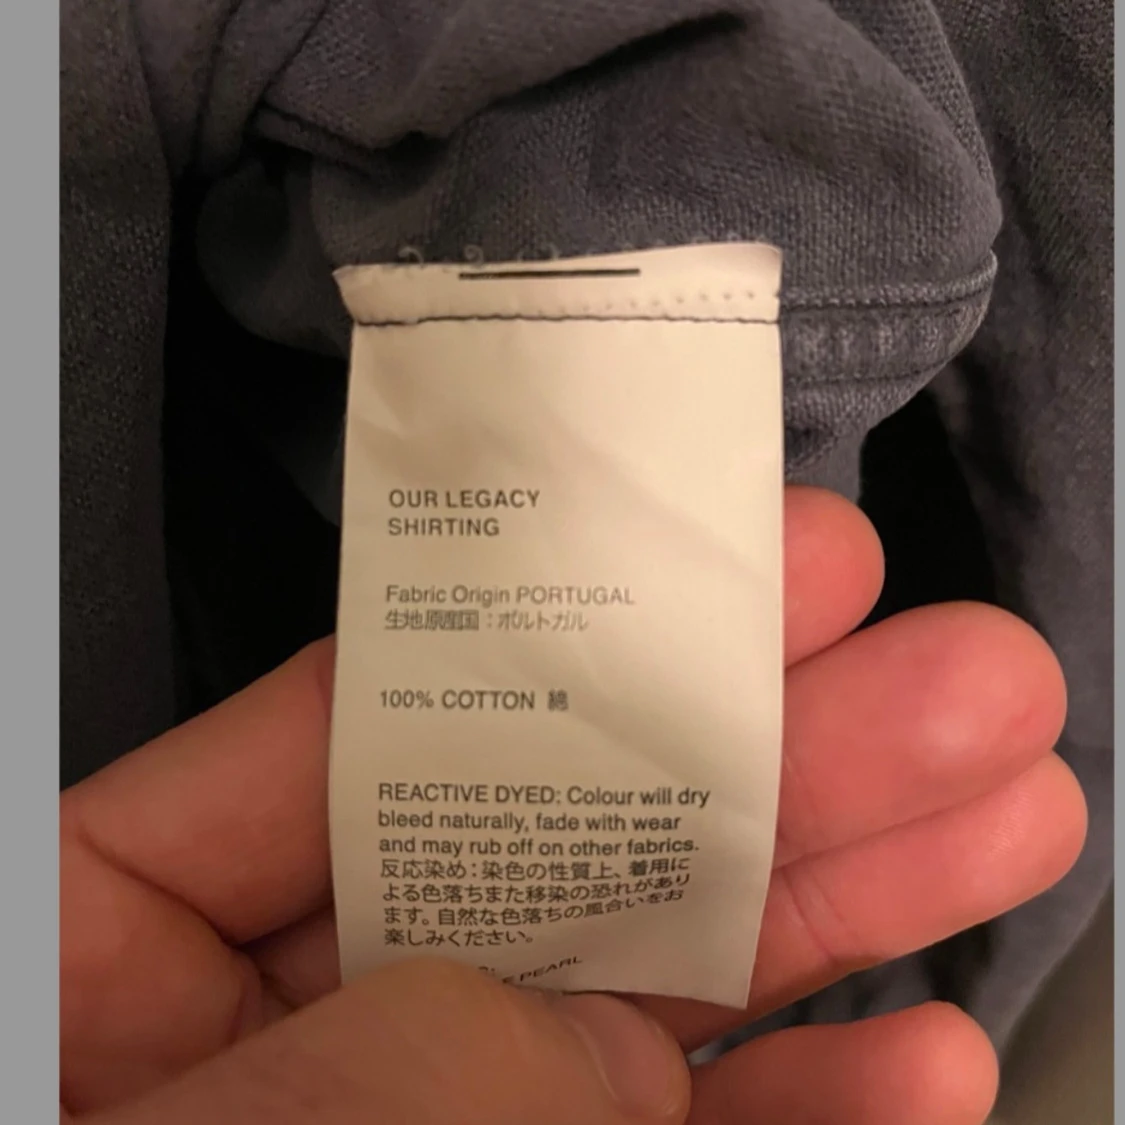 OUR LEGACY
SHIRTING
Fabric Origin PORTUGAL
生地原産国：ポルトガル
100% COTTON 綿
REACTIVE DYED: Colour will dry
bleed naturally, fade with wear
and may rub off on other fabrics.
反応染め：染色の性質上、着用に
よる色落ちまた移染の恐れがあり
ます。自然な色落ちの風合いをお
楽しみください。
PEARL